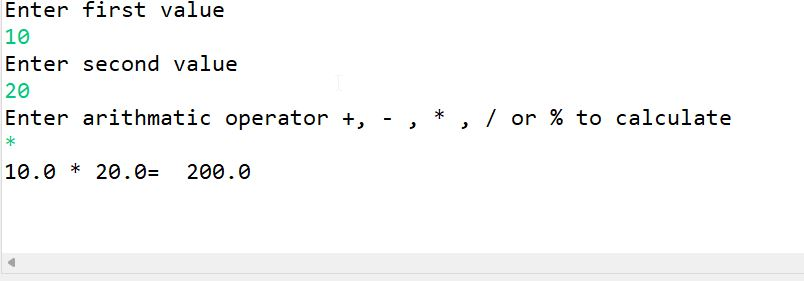 Enter first value
10
Enter second value
20
Enter arithmatic operator +, - , * , / or % to calculate
*
10.0 * 20.0=  200.0